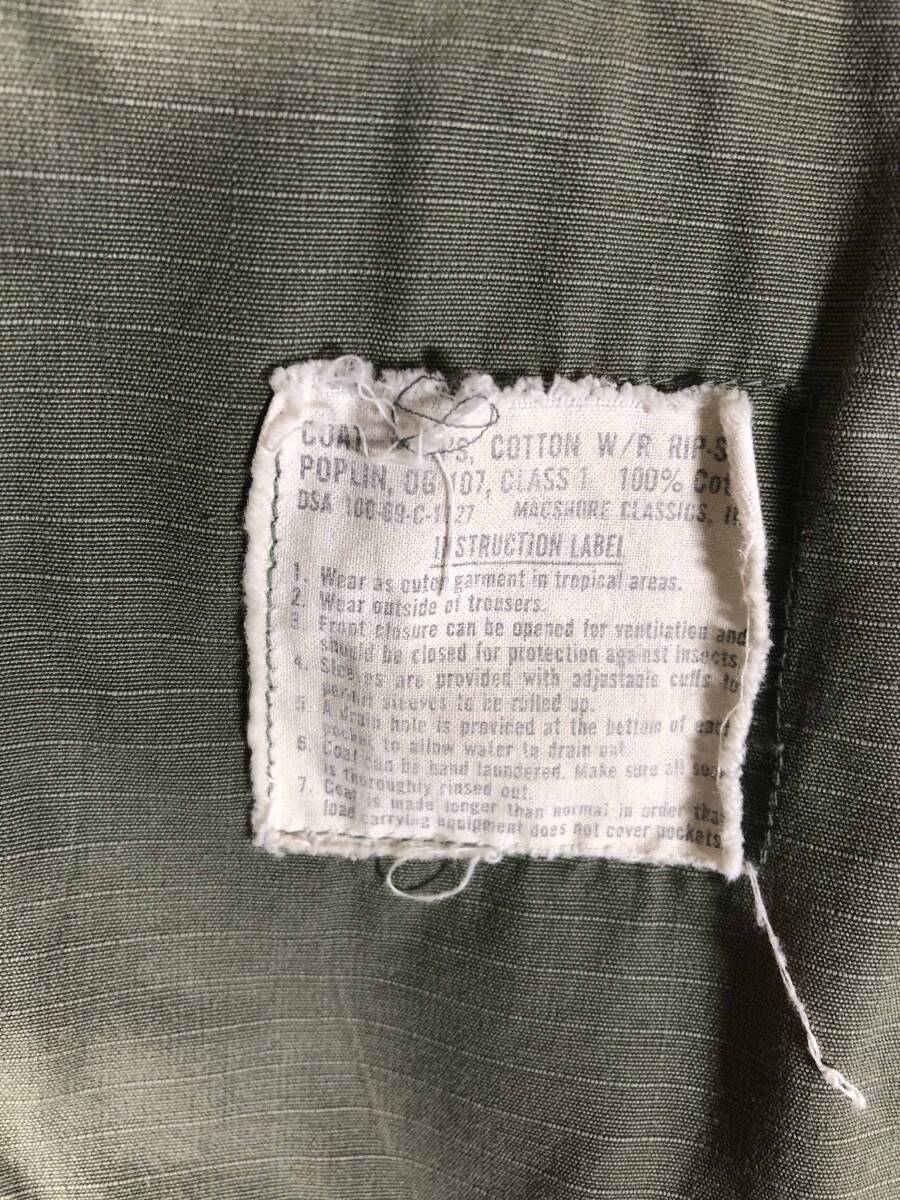 COTTON W/R RIP-S
POPLIN, OG 107, CLASS 1 100% Cot
DSA MACSHORE CLASSICS, I
INSTRUCTION LABEL
1. Wear as outer garment in tropical areas.
2. Wear outside of trousers.
3. Front closure can be opened for ventilation and
should be closed for protection against insects.
4. Sleeves are provided with adjustable cuffs to
permit sleeves to be rolled up.
5. A drain hole is provided at the bottom of each
pocket to allow water to drain out.
6. Coat can be hand laundered. Make sure all soap
is thoroughly rinsed out.
7. Coat is made longer than normal in order that
load carrying equipment does not cover pockets.